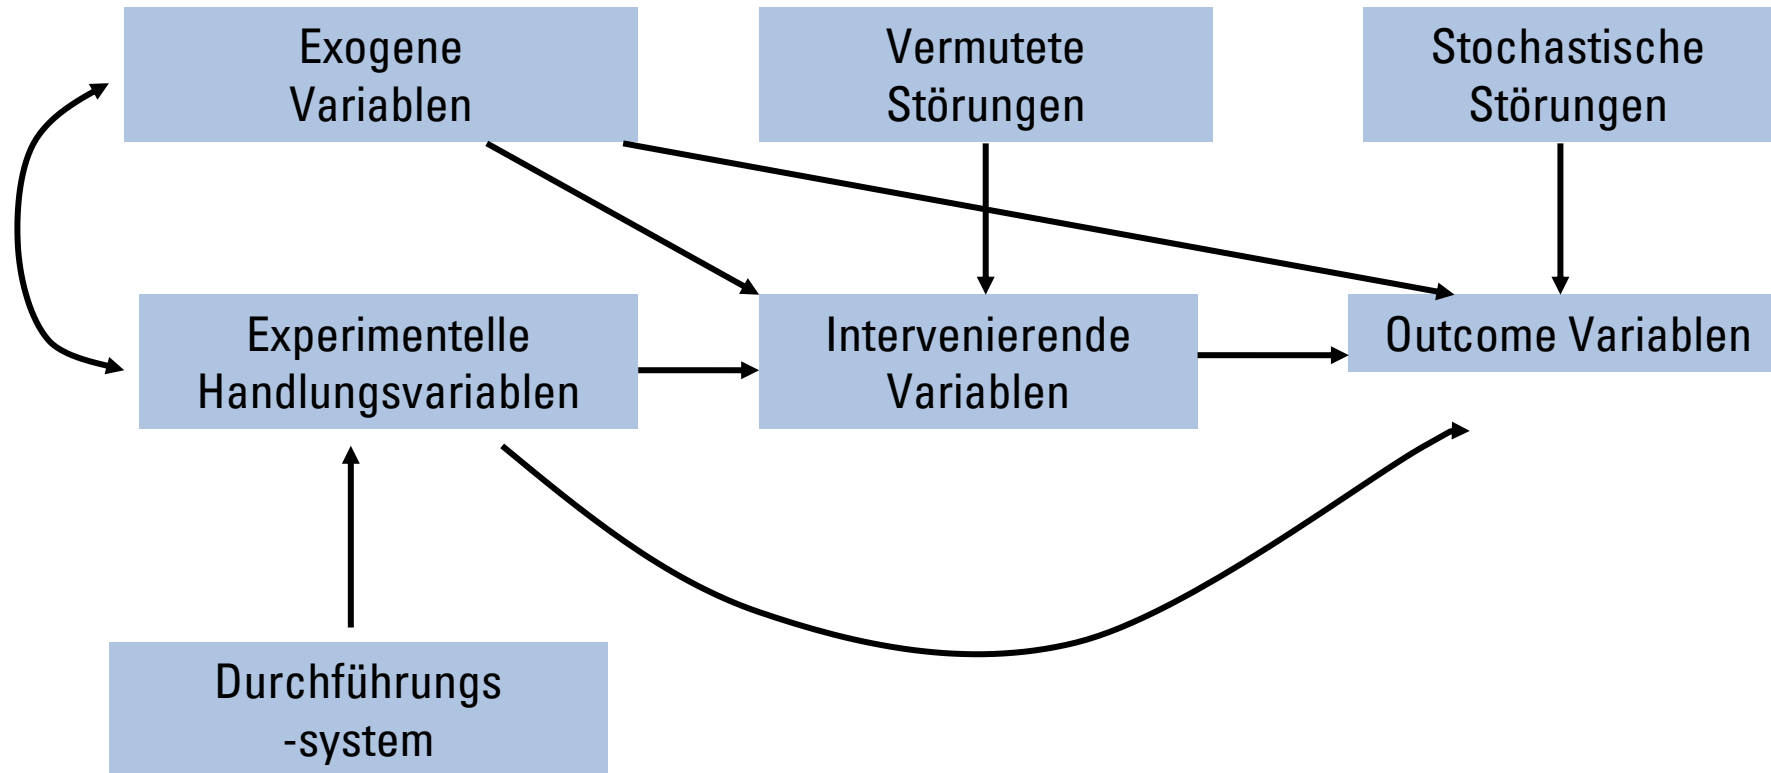 Exogene
Variablen
Vermutete
Störungen
Stochastische
Störungen
Experimentelle
Handlungsvariablen
Intervenierende
Variablen
Outcome Variablen
Durchführungs
-system